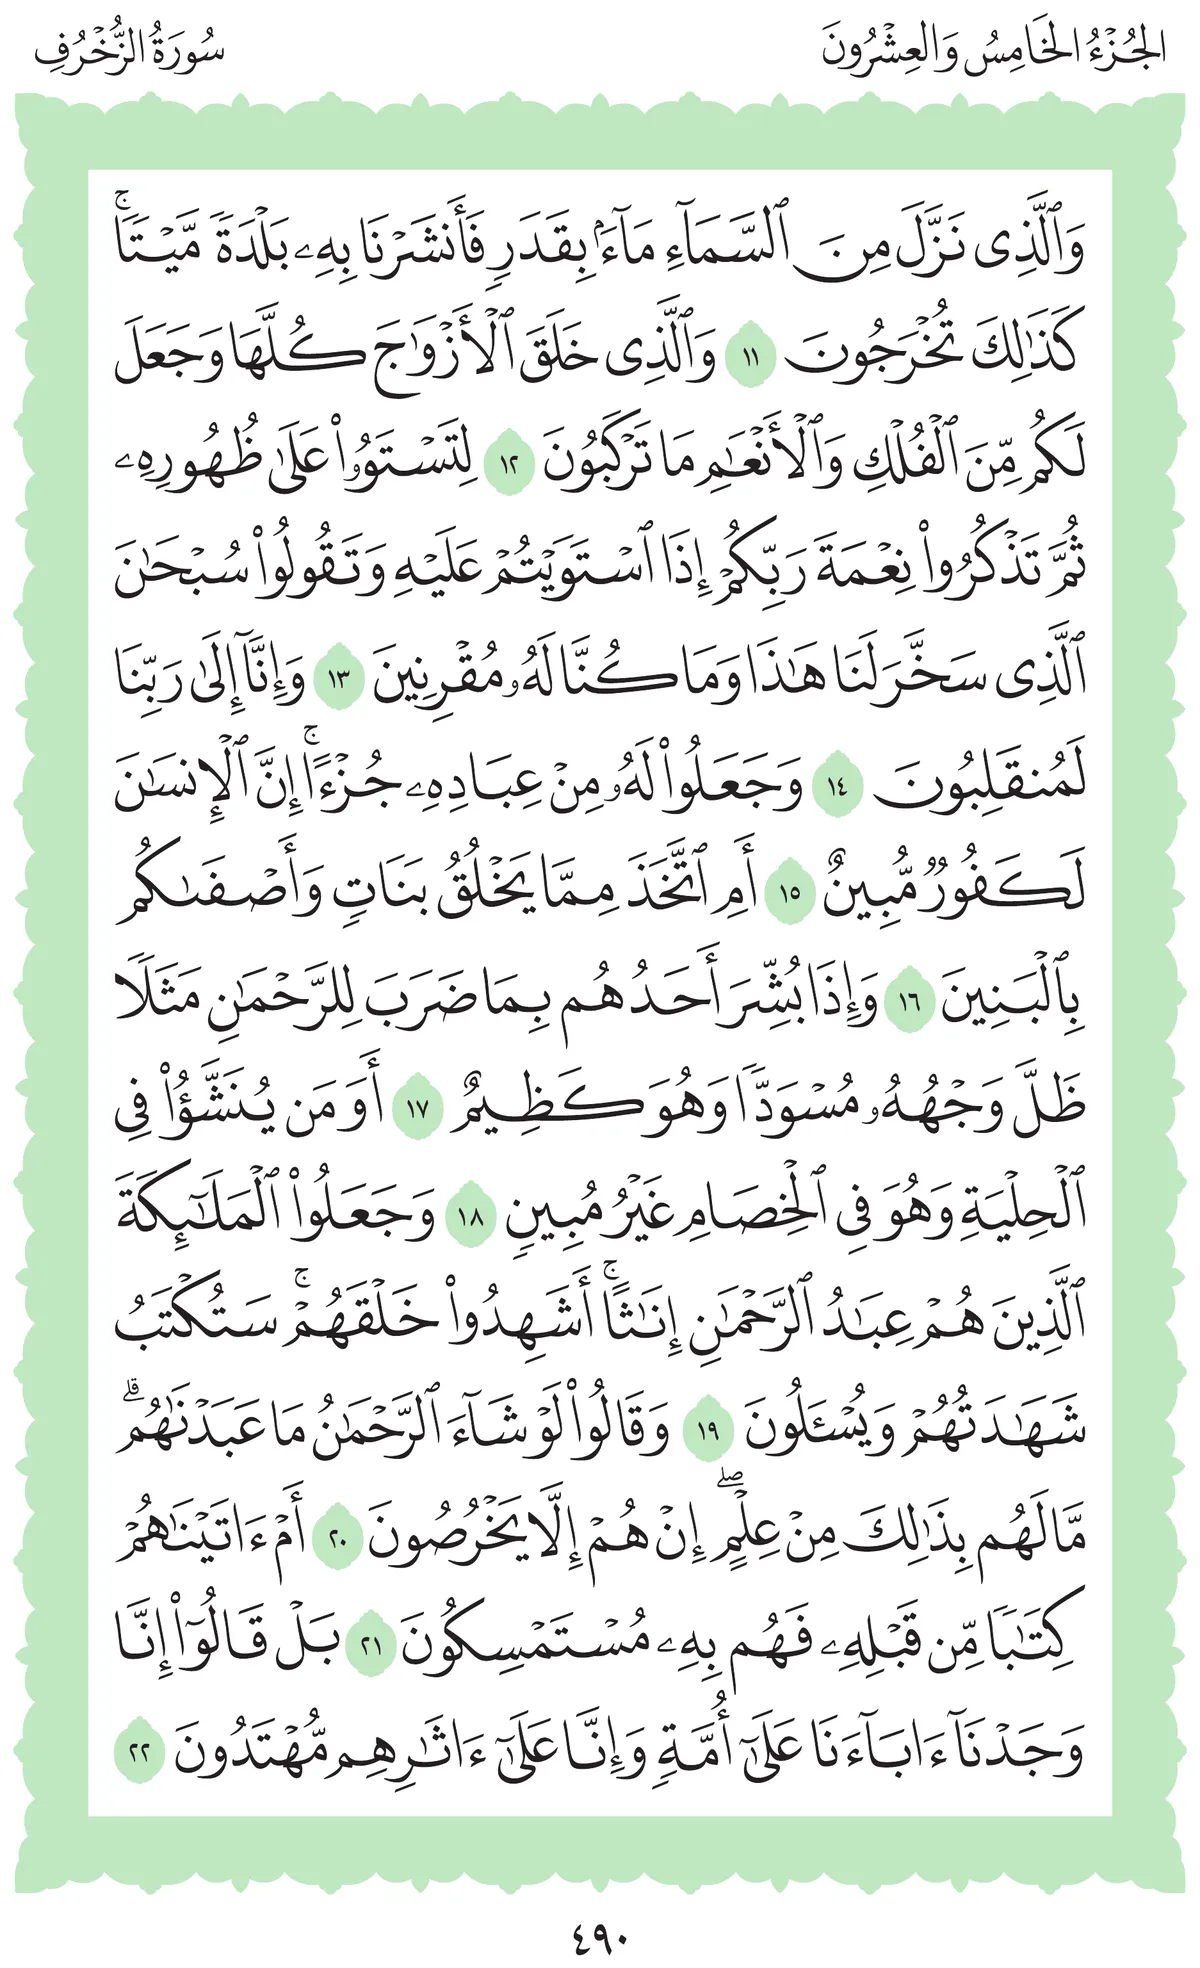 الجُزْءُ الخَامِسُ وَالعِشْرُونَ
سُورَةُ الزُّخْرُفِ
وَٱلَّذِى نَزَّلَ مِنَ ٱلسَّمَآءِ مَآءَۢ بِقَدَرٖ فَأَنشَرۡنَا بِهِۦ بَلۡدَةٗ مَّيۡتٗاۚ
كَذَٰلِكَ تُخۡرَجُونَ ١١ وَٱلَّذِى خَلَقَ ٱلۡأَزۡوَٰجَ كُلَّهَا وَجَعَلَ
لَكُم مِّنَ ٱلۡفُلۡكِ وَٱلۡأَنۡعَٰمِ مَا تَرۡكَبُونَ ١٢ لِتَسۡتَوُۥاْ عَلَىٰ ظُهُورِهِۦ
ثُمَّ تَذۡكُرُواْ نِعۡمَةَ رَبِّكُمۡ إِذَا ٱسۡتَوَيۡتُمۡ عَلَيۡهِ وَتَقُولُواْ سُبۡحَٰنَ
ٱلَّذِى سَخَّرَ لَنَا هَٰذَا وَمَا كُنَّا لَهُۥ مُقۡرِنِينَ ١٣ وَإِنَّآ إِلَىٰ رَبِّنَا
لَمُنقَلِبُونَ ١٤ وَجَعَلُواْ لَهُۥ مِنۡ عِبَادِهِۦ جُزۡءًاۚ إِنَّ ٱلۡإِنسَٰنَ
لَكَفُورٞ مُّبِينٌ ١٥ أَمِ ٱتَّخَذَ مِمَّا يَخۡلُقُ بَنَاتٖ وَأَصۡفَىٰكُم
بِٱلۡبَنِينَ ١٦ وَإِذَا بُشِّرَ أَحَدُهُم بِمَا ضَرَبَ لِلرَّحۡمَٰنِ مَثَلٗا
ظَلَّ وَجۡهُهُۥ مُسۡوَدّٗا وَهُوَ كَظِيمٌ ١٧ أَوَمَن يُنَشَّؤُاْ فِى
ٱلۡحِلۡيَةِ وَهُوَ فِى ٱلۡخِصَامِ غَيۡرُ مُبِينٖ ١٨ وَجَعَلُواْ ٱلۡمَلَٰٓئِكَةَ
ٱلَّذِينَ هُمۡ عِبَٰدُ ٱلرَّحۡمَٰنِ إِنَٰثًاۚ أَشَهِدُواْ خَلۡقَهُمۡۚ سَتُكۡتَبُ
شَهَٰدَتُهُمۡ وَيُسۡـَٔلُونَ ١٩ وَقَالُواْ لَوۡ شَآءَ ٱلرَّحۡمَٰنُ مَا عَبَدۡنَٰهُمۗ
مَّا لَهُم بِذَٰلِكَ مِنۡ عِلۡمٍۖ إِنۡ هُمۡ إِلَّا يَخۡرُصُونَ ٢٠ أَمۡ ءَاتَيۡنَٰهُمۡ
كِتَٰبٗا مِّن قَبۡلِهِۦ فَهُم بِهِۦ مُسۡتَمۡسِكُونَ ٢١ بَلۡ قَالُوٓاْ إِنَّا
وَجَدۡنَآ ءَابَآءَنَا عَلَىٰٓ أُمَّةٖ وَإِنَّا عَلَىٰٓ ءَاثَٰرِهِم مُّهۡتَدُونَ ٢٢
٤٩٠